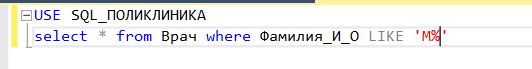 USE SQL_ПОЛИКЛИНИКА
select * from Врач where Фамилия_И_О LIKE 'М%'